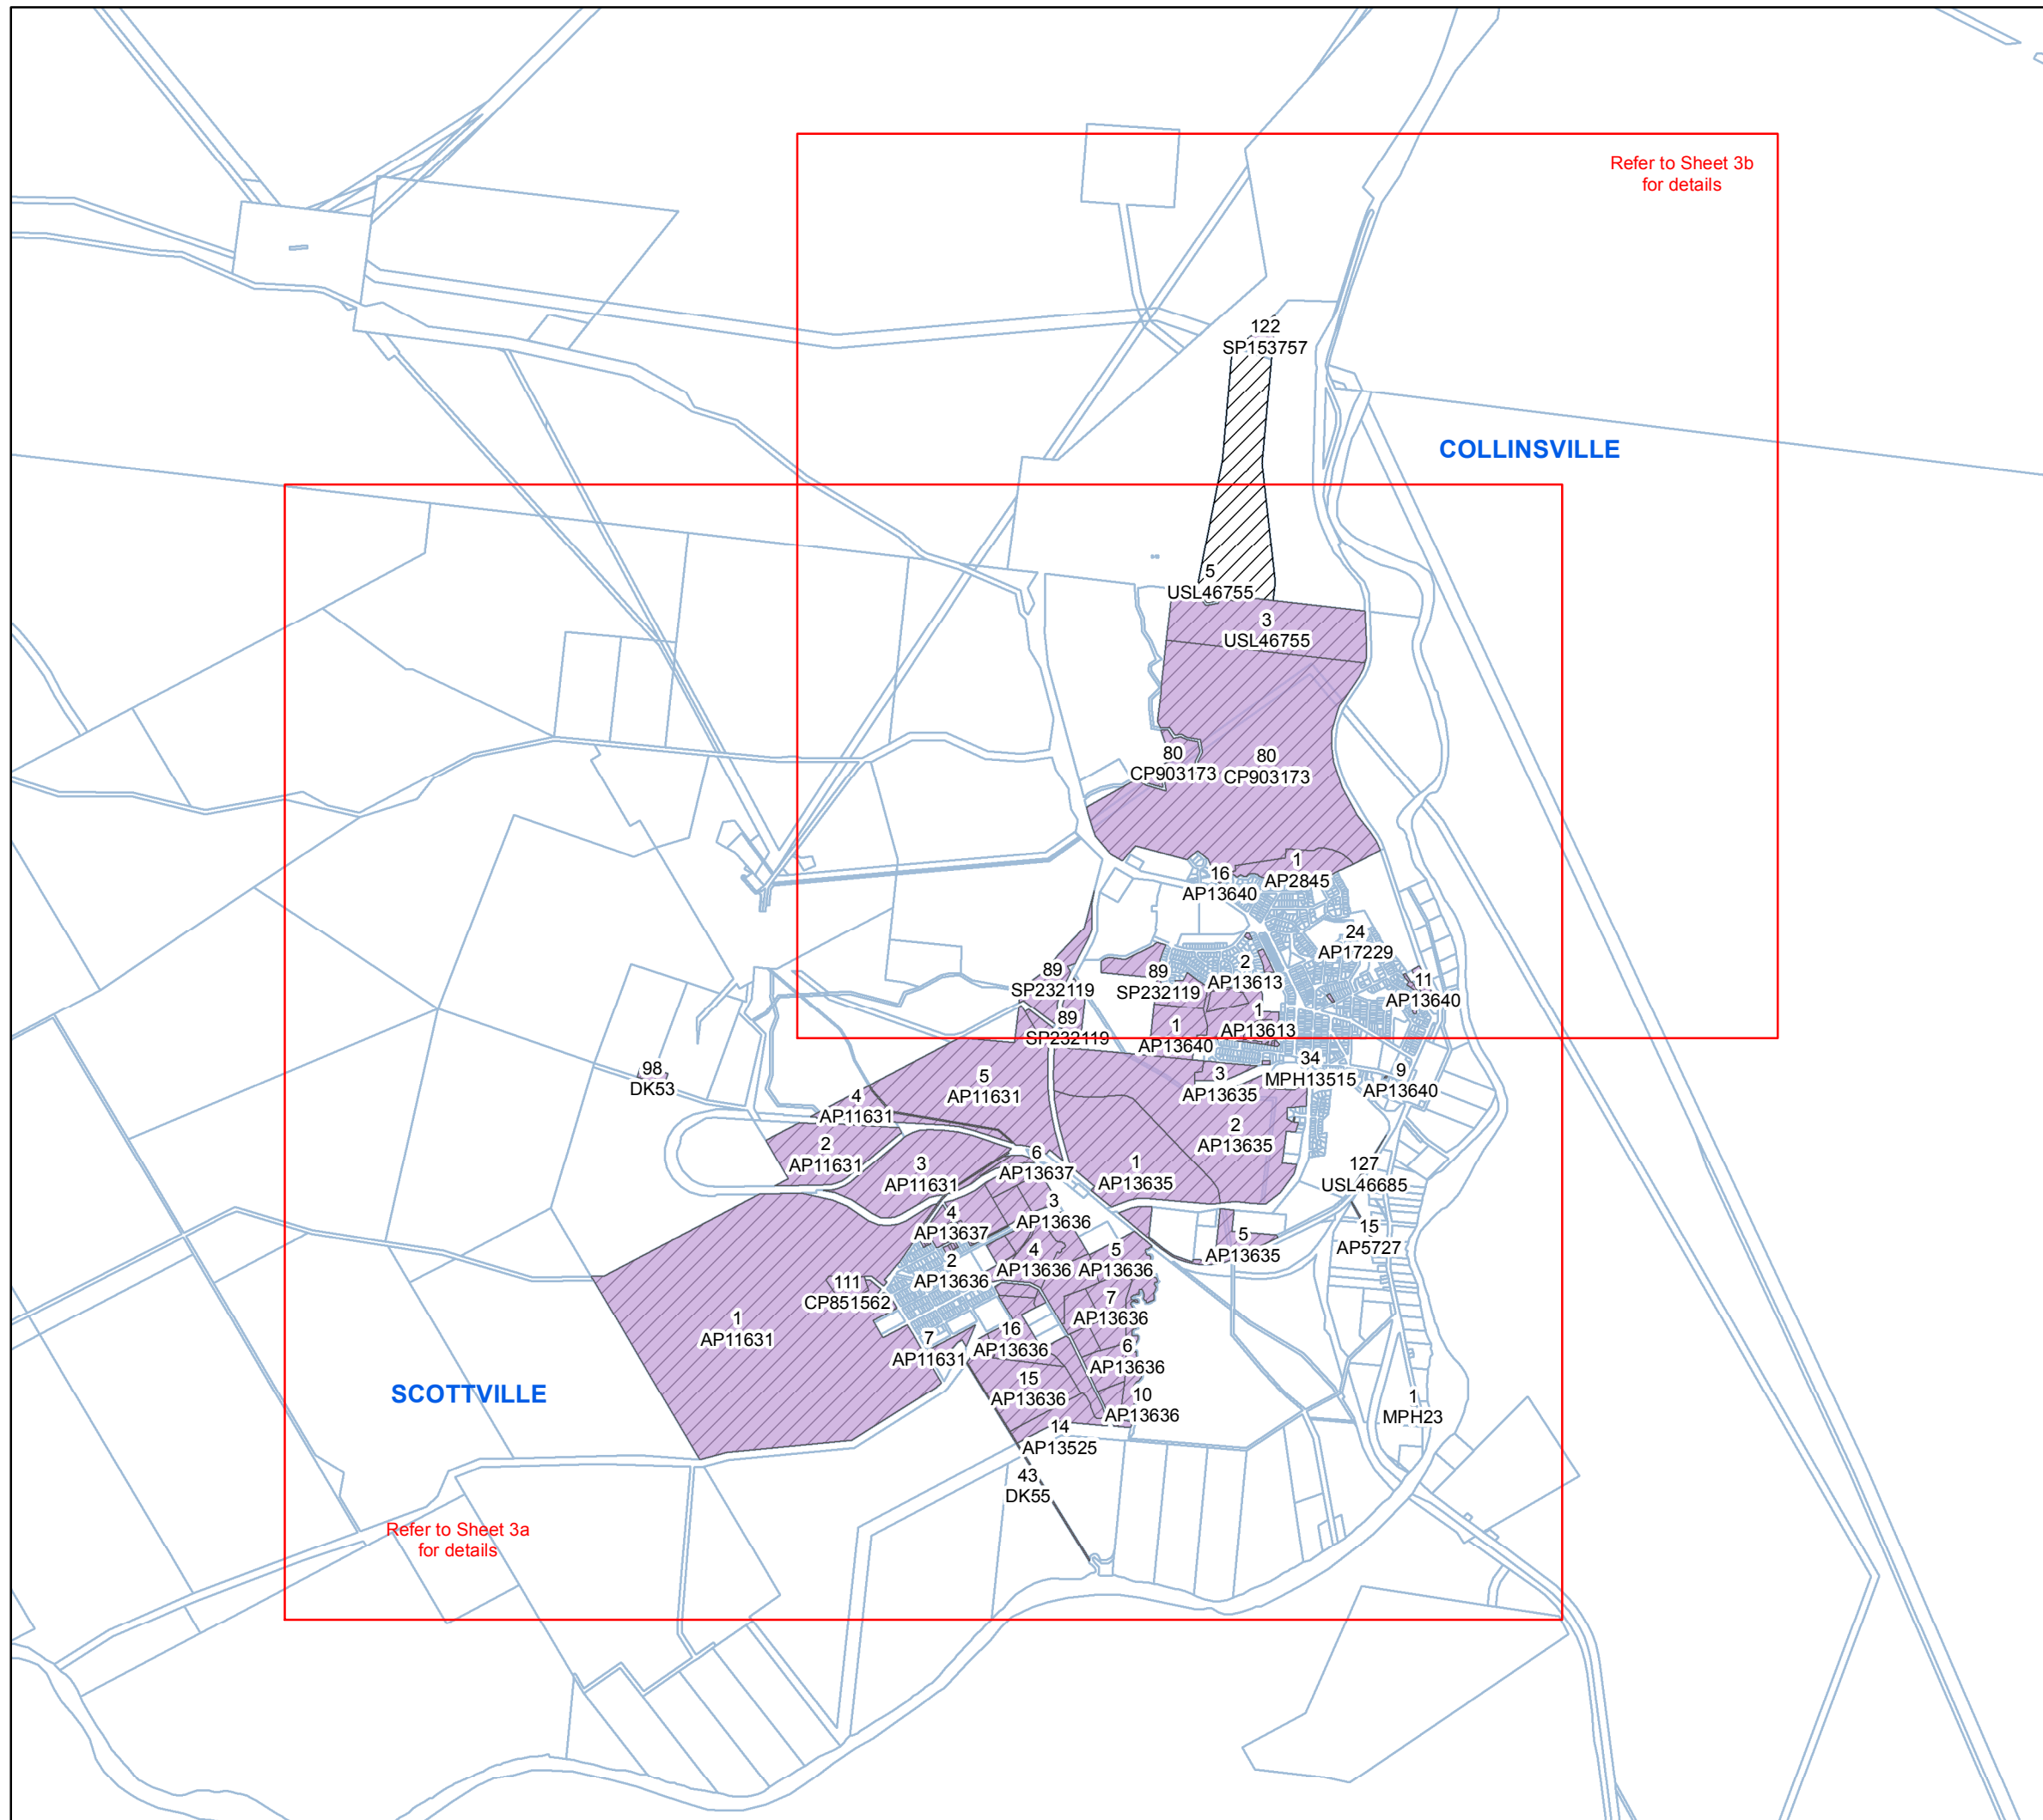 Refer to Sheet 3b
for details
122
SP153757
COLLINSVILLE
5
USL46755
3
USL46755
80
CP903173
80
CP903173
16
AP13640
1
AP2845
24
AP17229
89
SP232119
89
SP232119
2
AP13613
11
AP13640
89
SP232119
1
AP13640
1
AP13613
98
DK53
5
AP11631
3
AP13635
34
MPH13515
9
AP13640
4
AP11631
2
AP11631
3
AP11631
6
AP13637
1
AP13635
2
AP13635
127
USL46685
4
AP13637
3
AP13636
5
AP13635
15
AP5727
2
AP13636
4
AP13636
5
AP13636
111
CP851562
7
AP13636
1
AP11631
7
AP11631
16
AP13636
6
AP13636
SCOTTVILLE
15
AP13636
10
AP13636
1
MPH23
14
AP13525
43
DK55
Refer to Sheet 3a
for details